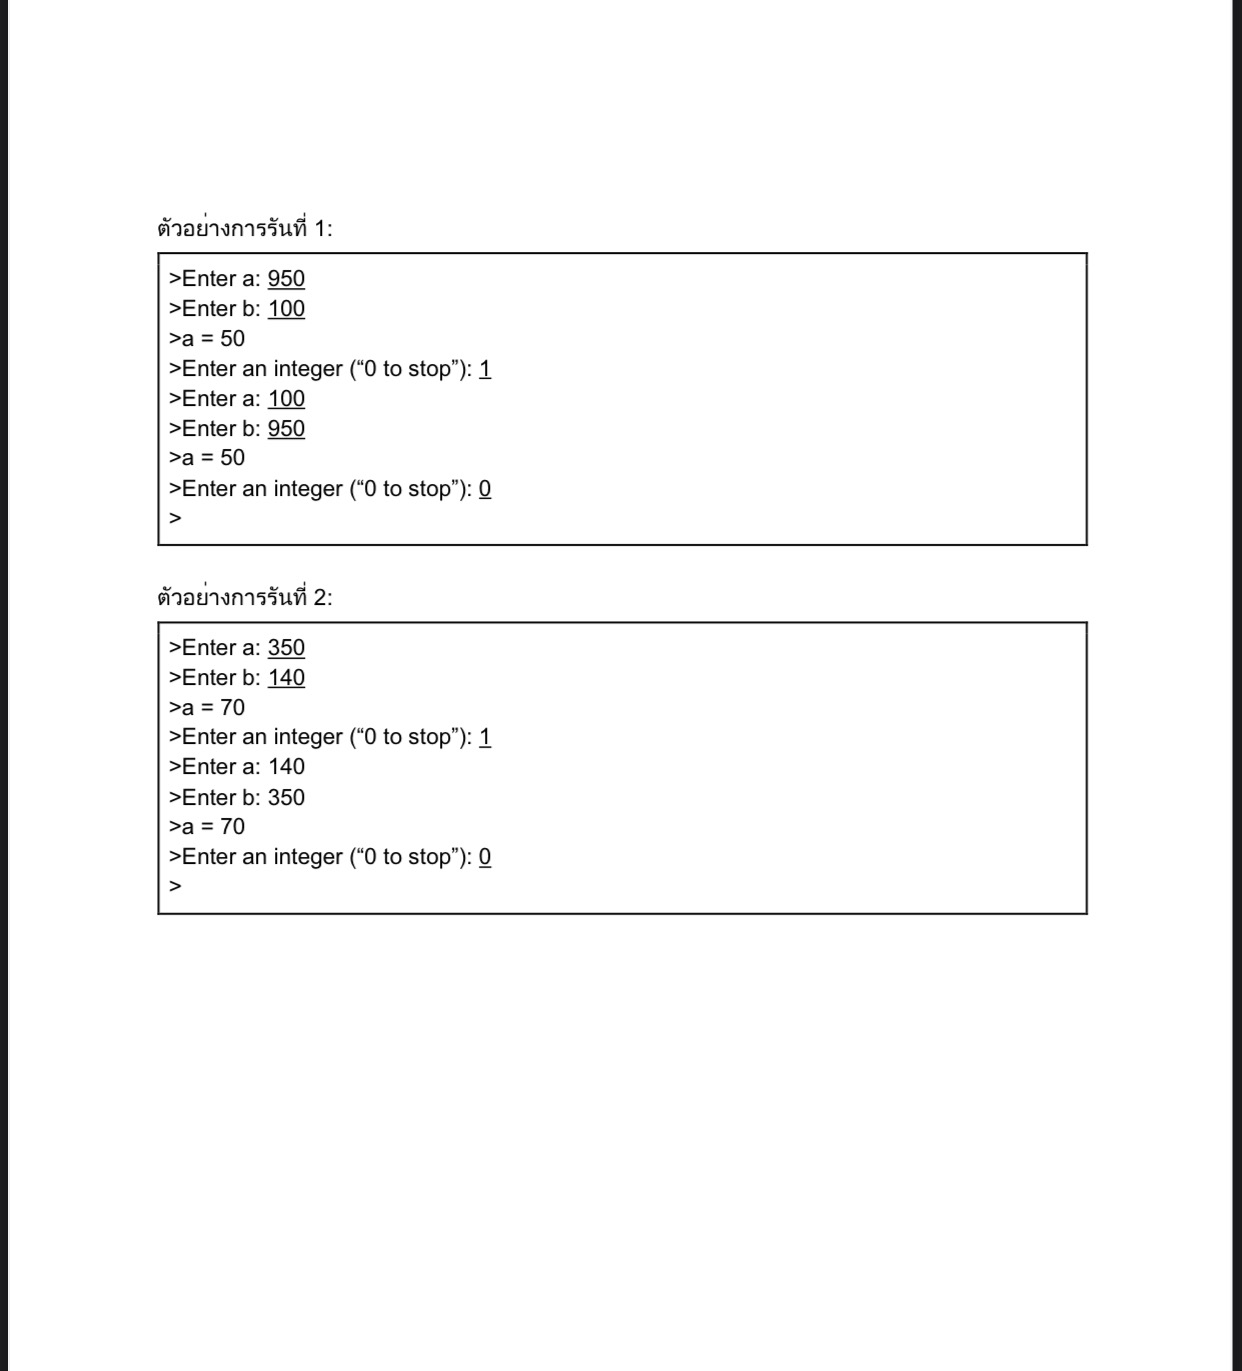 ตัวอย่างการรันที่ 1:
>Enter a: 950
>Enter b: 100
>a = 50
>Enter an integer (“0 to stop”): 1
>Enter a: 100
>Enter b: 950
>a = 50
>Enter an integer (“0 to stop”): 0
>
ตัวอย่างการรันที่ 2:
>Enter a: 350
>Enter b: 140
>a = 70
>Enter an integer (“0 to stop”): 1
>Enter a: 140
>Enter b: 350
>a = 70
>Enter an integer (“0 to stop”): 0
>